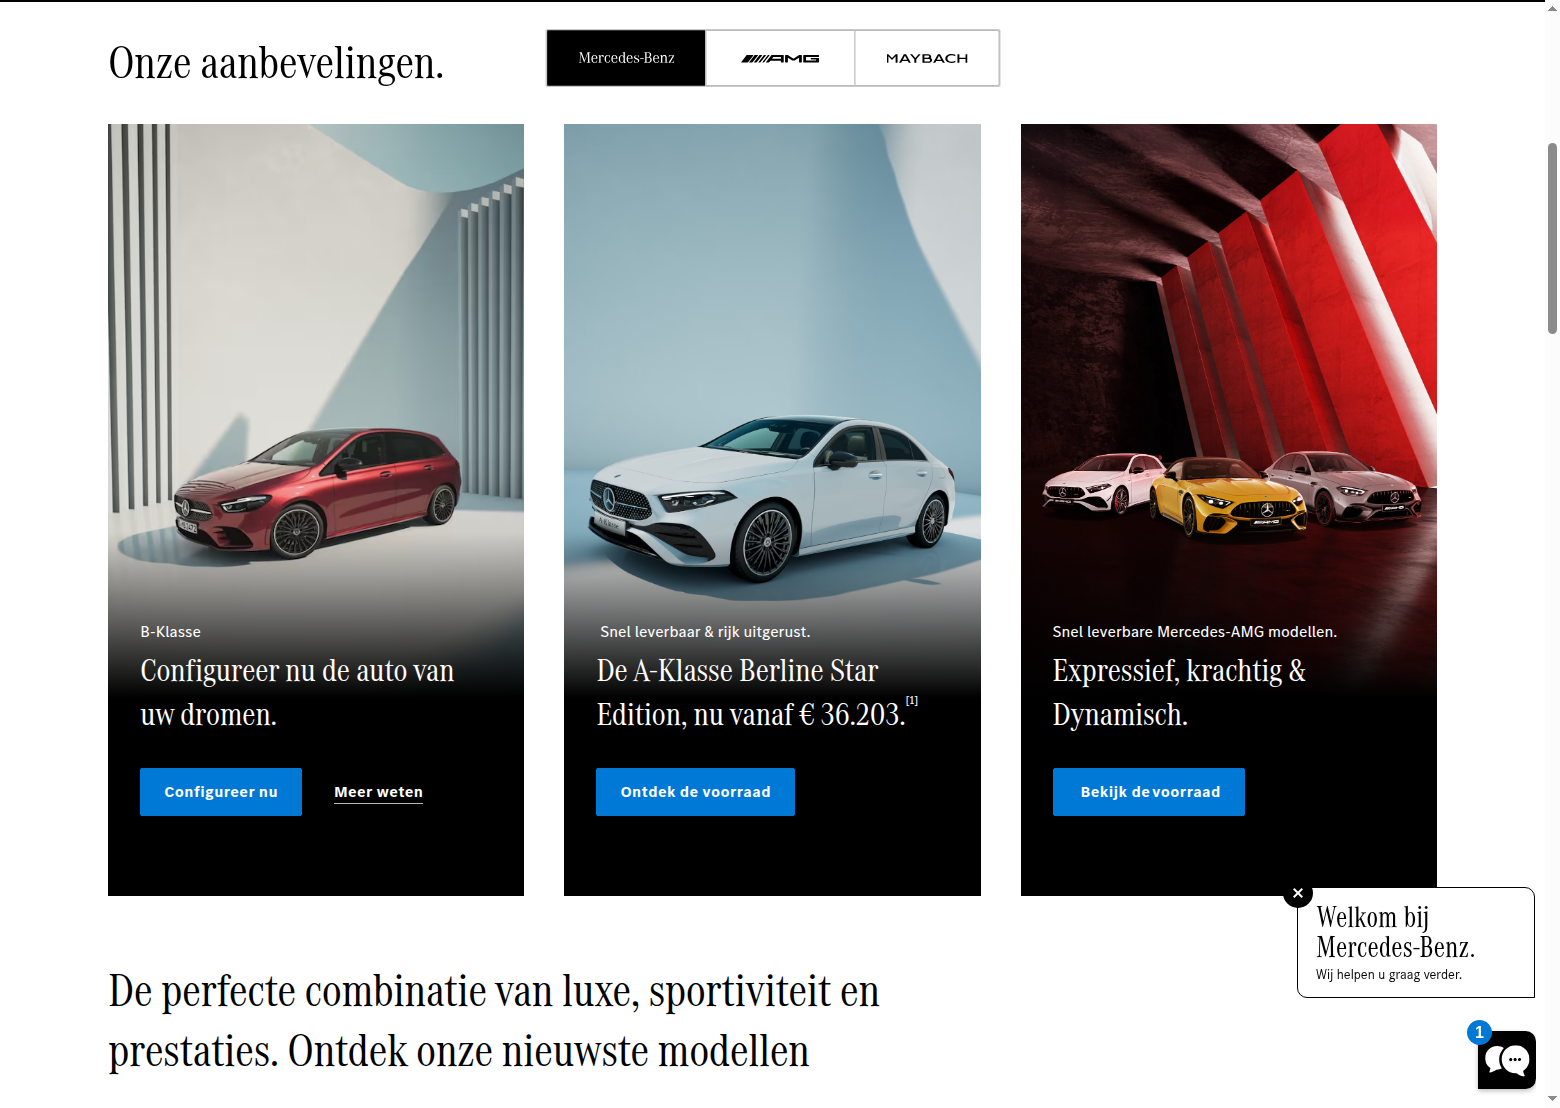 Onze aanbevelingen.
Mercedes-Benz
AMG
MAYBACH
B-Klasse
Configureer nu de auto van
uw dromen.
Configureer nu
Meer weten
Snel leverbaar & rijk uitgerust.
De A-Klasse Berline Star
Edition, nu vanaf € 36.203.[1]
Ontdek de voorraad
Snel leverbare Mercedes-AMG modellen.
Expressief, krachtig &
Dynamisch.
Bekijk de voorraad
Welkom bij
Mercedes-Benz.
Wij helpen u graag verder.
De perfecte combinatie van luxe, sportiviteit en
prestaties. Ontdek onze nieuwste modellen
1